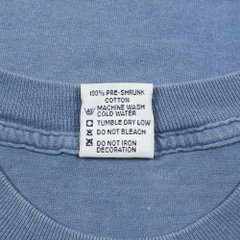 100% PRE-SHRUNK
COTTON
MACHINE WASH
COLD WATER
TUMBLE DRY LOW
DO NOT BLEACH
DO NOT IRON
DECORATION